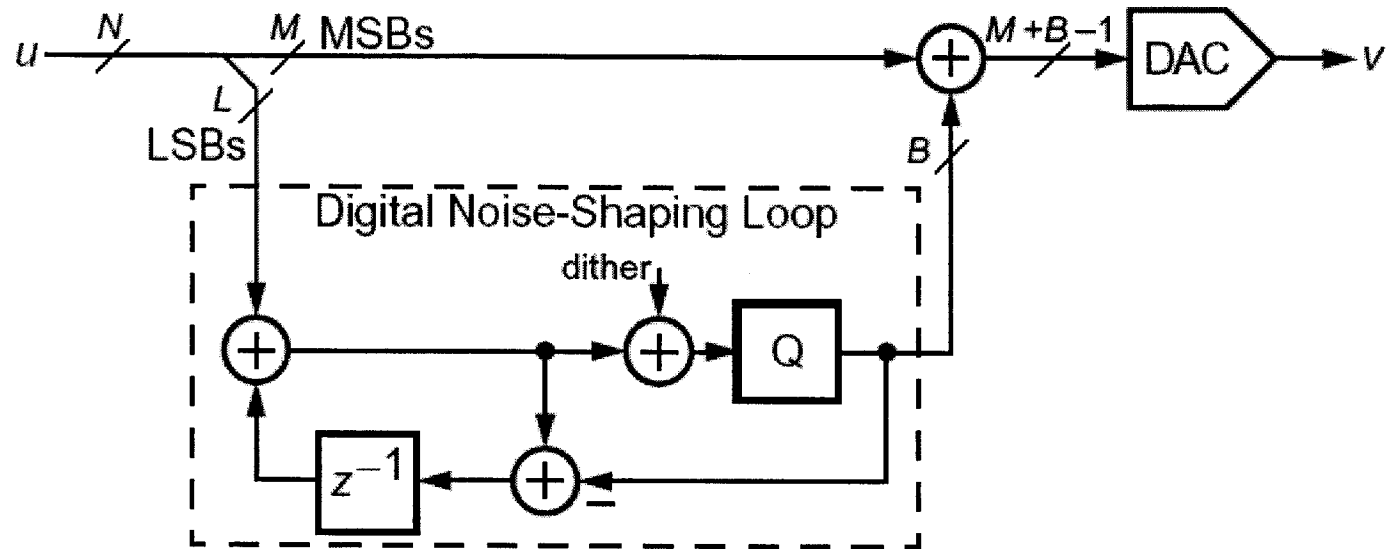 u
N
M MSBs
M+B–1
DAC
v
L
LSBs
B
Digital Noise-Shaping Loop
dither
+
+
+
Q
z⁻¹
+
–